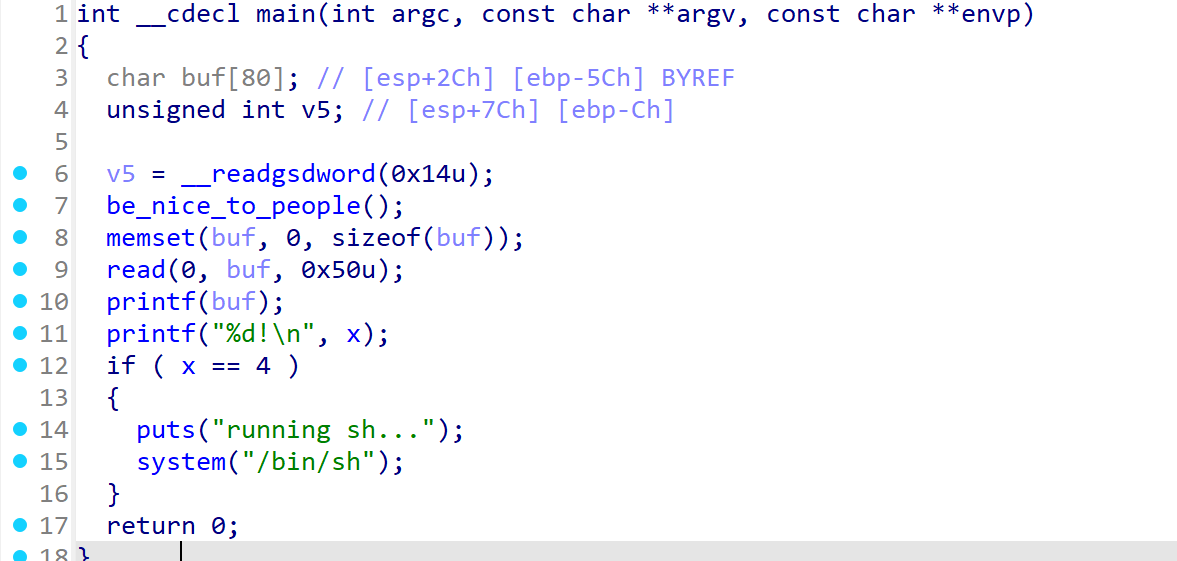 1 int __cdecl main(int argc, const char **argv, const char **envp)
2 {
3   char buf[80]; // [esp+2Ch] [ebp-5Ch] BYREF
4   unsigned int v5; // [esp+7Ch] [ebp-Ch]
5
6   v5 = __readgsdword(0x14u);
7   be_nice_to_people();
8   memset(buf, 0, sizeof(buf));
9   read(0, buf, 0x50u);
10   printf(buf);
11   printf("%d!\n", x);
12   if ( x == 4 )
13   {
14     puts("running sh...");
15     system("/bin/sh");
16   }
17   return 0;
18 }